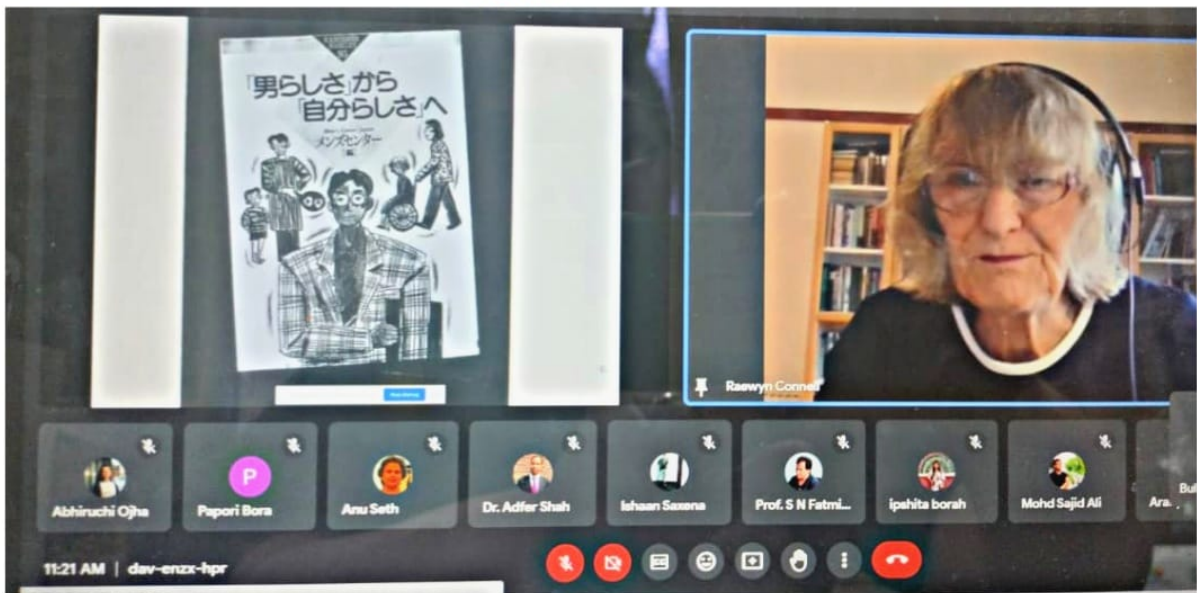 「男らしさ」から
「自分らしさ」へ
メンズセンター
Raewyn Connell
Abhiruchi Ojha
P
Papori Bora
Anu Seth
Dr. Adfer Shah
Ishaan Saxena
Prof. S N Fatmi...
ipshita borah
Mohd Sajid Ali
Ara...
Bul
11:21 AM | dav-enzx-hpr